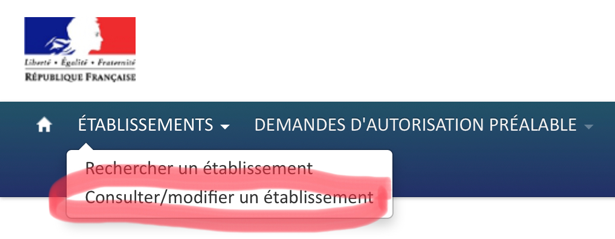 Liberté • Égalité • Fraternité
RÉPUBLIQUE FRANÇAISE
ÉTABLISSEMENTS DEMANDES D'AUTORISATION PRÉALABLE
Rechercher un établissement
Consulter/modifier un établissement